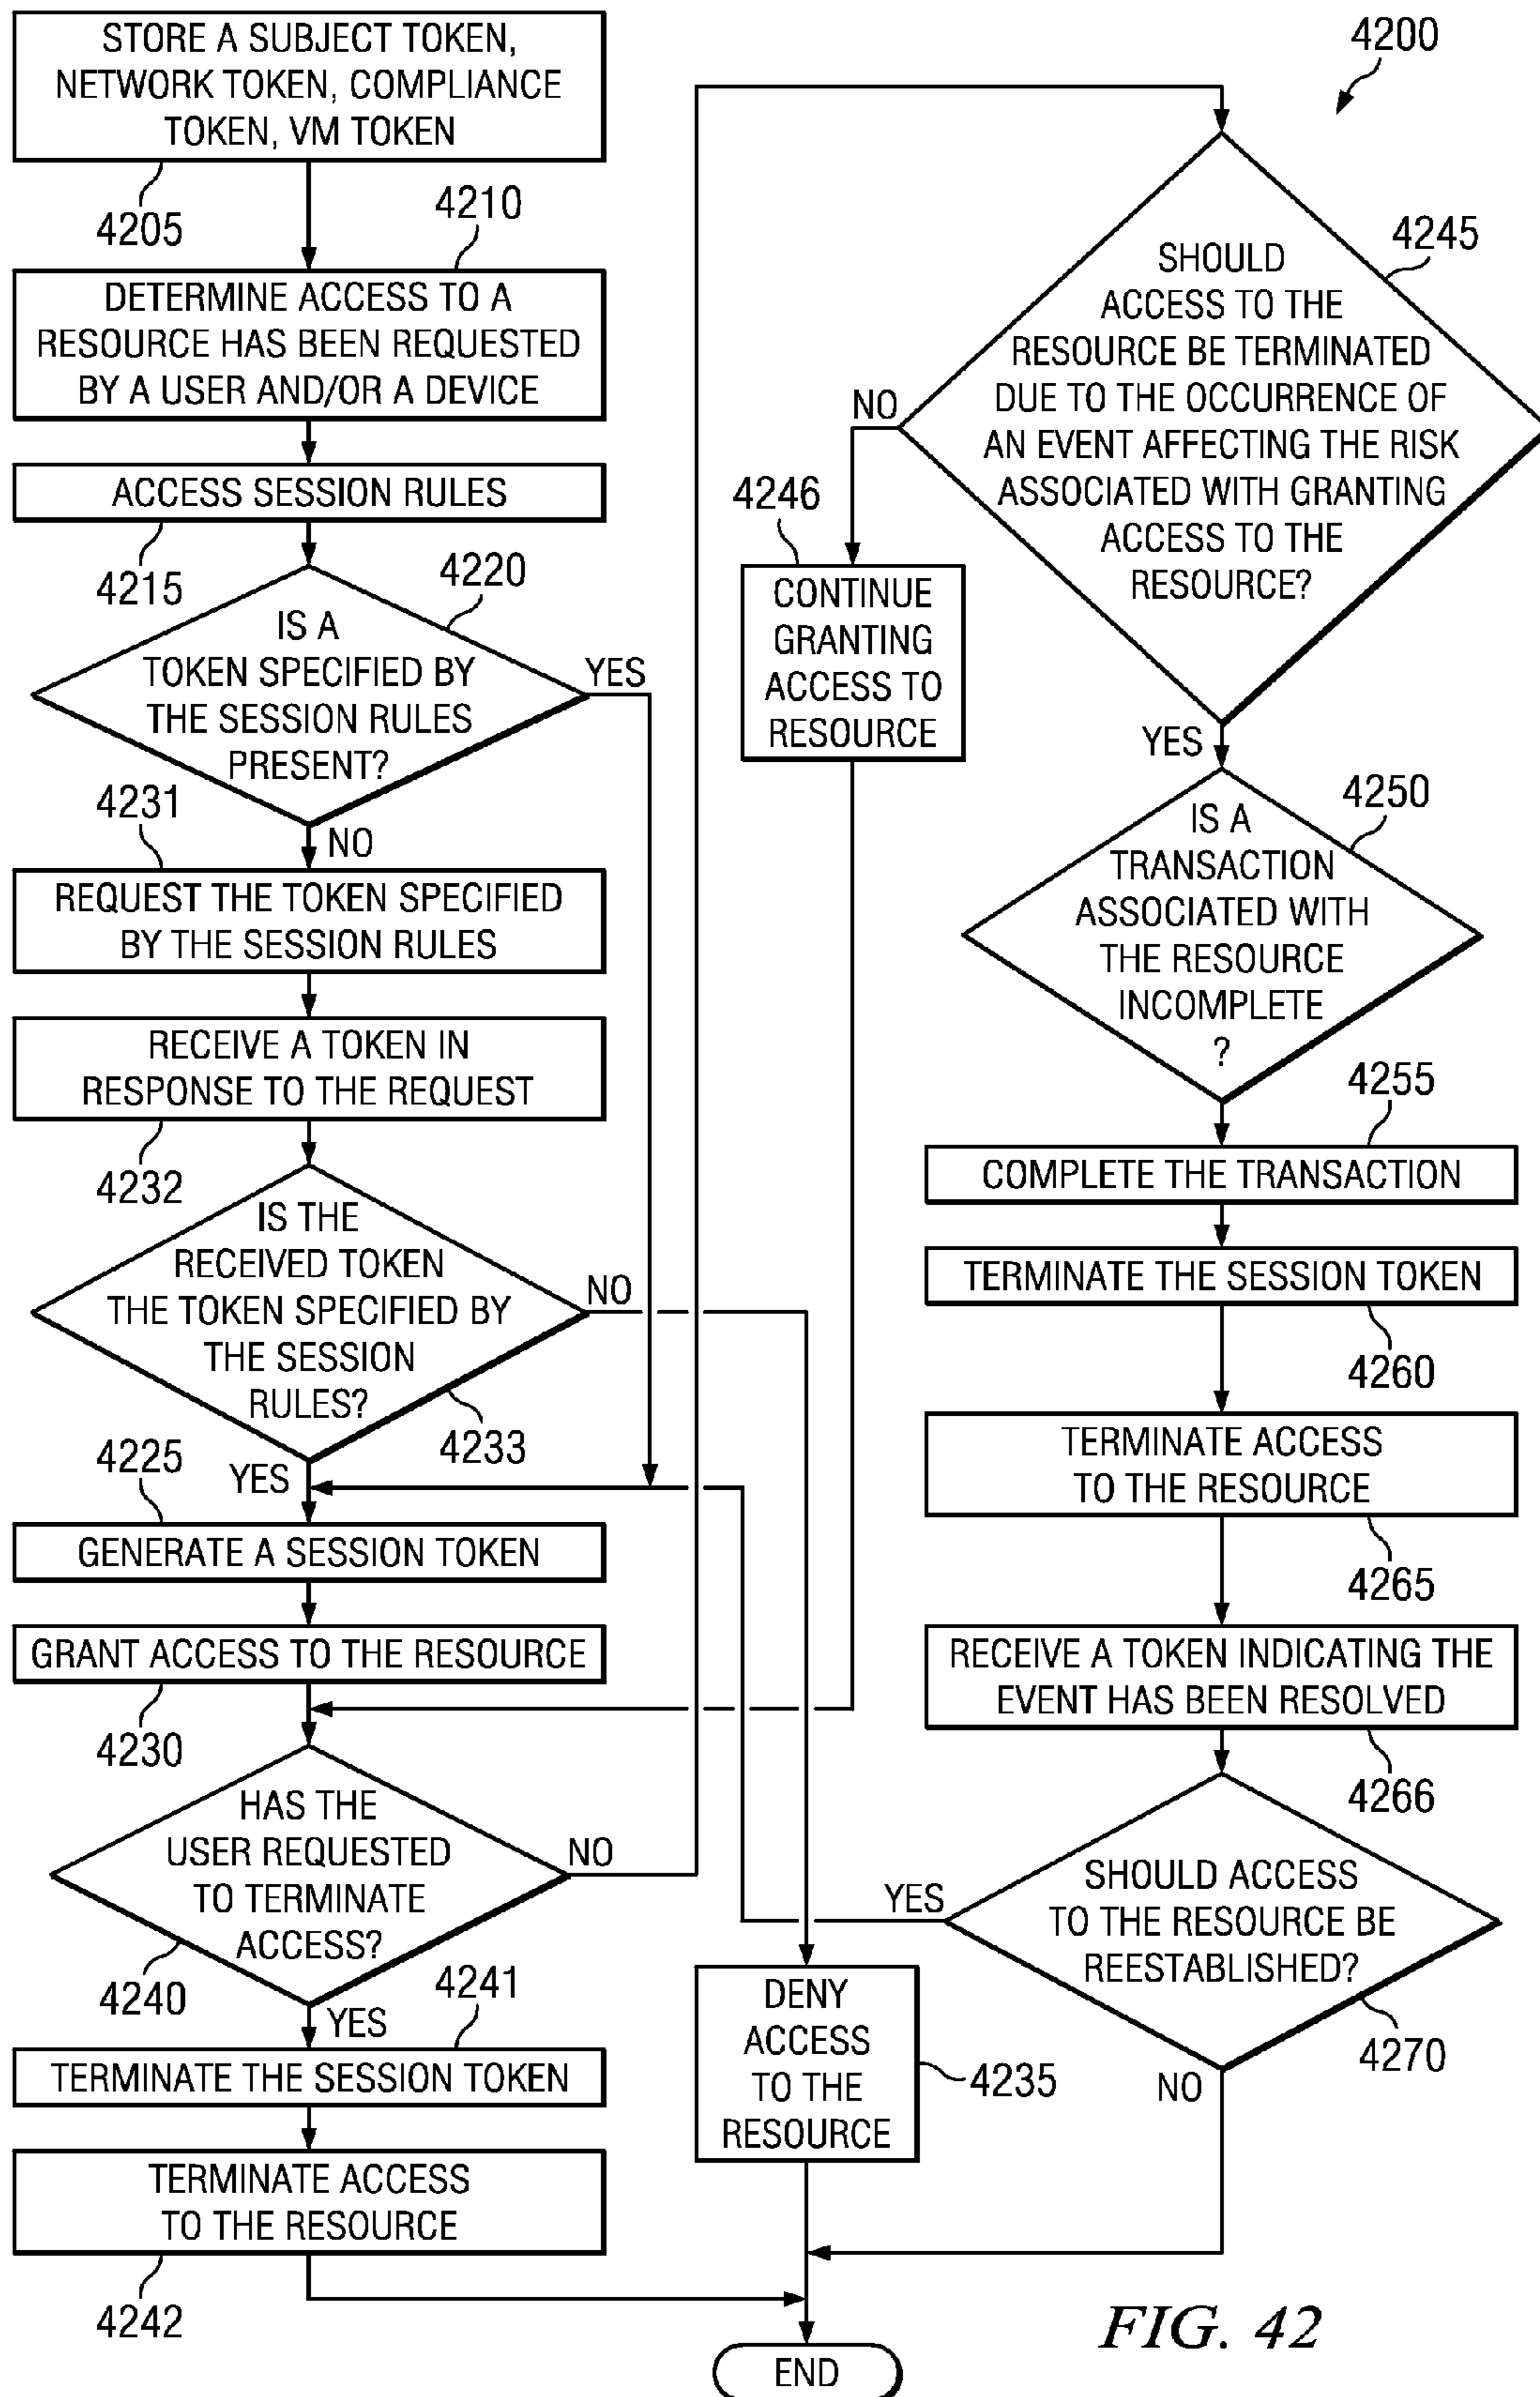 STORE A SUBJECT TOKEN,
NETWORK TOKEN, COMPLIANCE
TOKEN, VM TOKEN
4205
4210
DETERMINE ACCESS TO A
RESOURCE HAS BEEN REQUESTED
BY A USER AND/OR A DEVICE
ACCESS SESSION RULES
4215
4220
IS A
TOKEN SPECIFIED BY
THE SESSION RULES
PRESENT?
YES
4231
NO
REQUEST THE TOKEN SPECIFIED
BY THE SESSION RULES
RECEIVE A TOKEN IN
RESPONSE TO THE REQUEST
4232
IS THE
RECEIVED TOKEN
THE TOKEN SPECIFIED BY
THE SESSION
RULES?
NO
4233
4225
YES
GENERATE A SESSION TOKEN
GRANT ACCESS TO THE RESOURCE
4230
HAS THE
USER REQUESTED
TO TERMINATE
ACCESS?
NO
4240
4241
YES
TERMINATE THE SESSION TOKEN
TERMINATE ACCESS
TO THE RESOURCE
4242
4200
4245
SHOULD
ACCESS TO THE
RESOURCE BE TERMINATED
DUE TO THE OCCURRENCE OF
AN EVENT AFFECTING THE RISK
ASSOCIATED WITH GRANTING
ACCESS TO THE
RESOURCE?
NO
4246
CONTINUE
GRANTING
ACCESS TO
RESOURCE
YES
4250
IS A
TRANSACTION
ASSOCIATED WITH
THE RESOURCE
INCOMPLETE
?
4255
COMPLETE THE TRANSACTION
TERMINATE THE SESSION TOKEN
4260
TERMINATE ACCESS
TO THE RESOURCE
4265
RECEIVE A TOKEN INDICATING THE
EVENT HAS BEEN RESOLVED
4266
SHOULD ACCESS
TO THE RESOURCE BE
REESTABLISHED?
YES
4270
NO
DENY
ACCESS
TO THE
RESOURCE
4235
END
FIG. 42